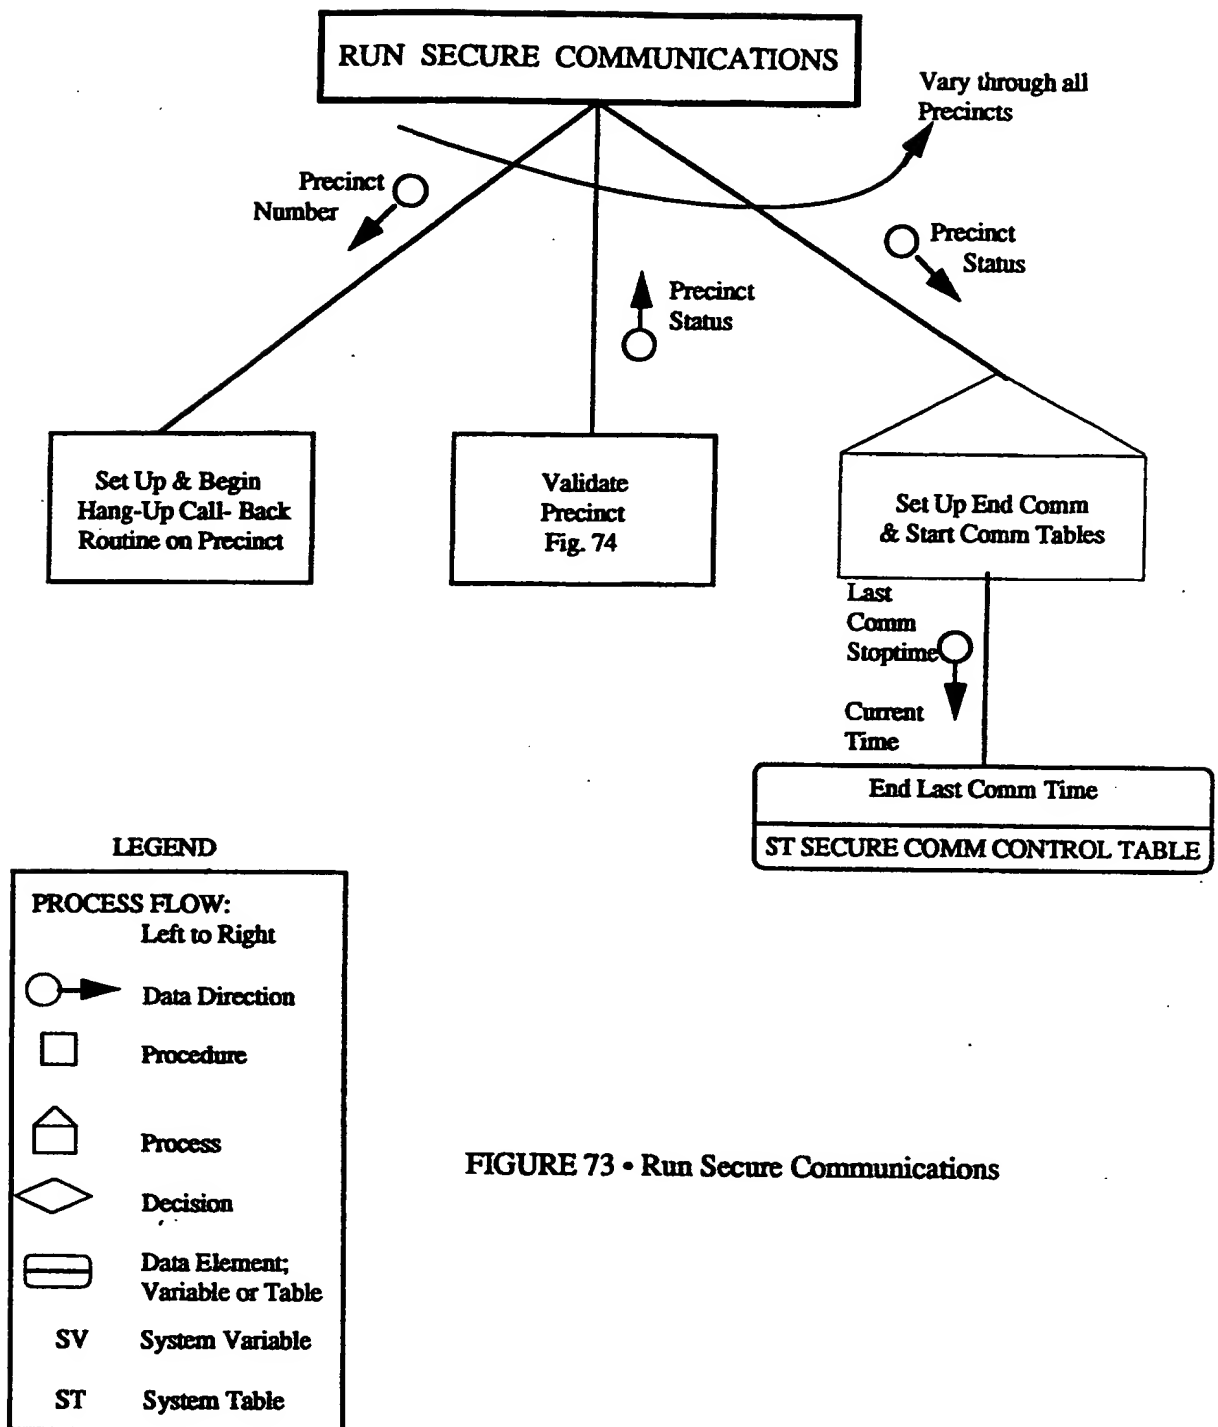 RUN SECURE COMMUNICATIONS
Vary through all
Precincts
Precinct
Number
Precinct
Status
Precinct
Status
Set Up & Begin
Hang-Up Call- Back
Routine on Precinct
Validate
Precinct
Fig. 74
Set Up End Comm
& Start Comm Tables
Last
Comm
Stoptime
Current
Time
End Last Comm Time
ST SECURE COMM CONTROL TABLE
LEGEND
PROCESS FLOW:
Left to Right
Data Direction
Procedure
Process
Decision
Data Element;
Variable or Table
SV System Variable
ST System Table
FIGURE 73 • Run Secure Communications